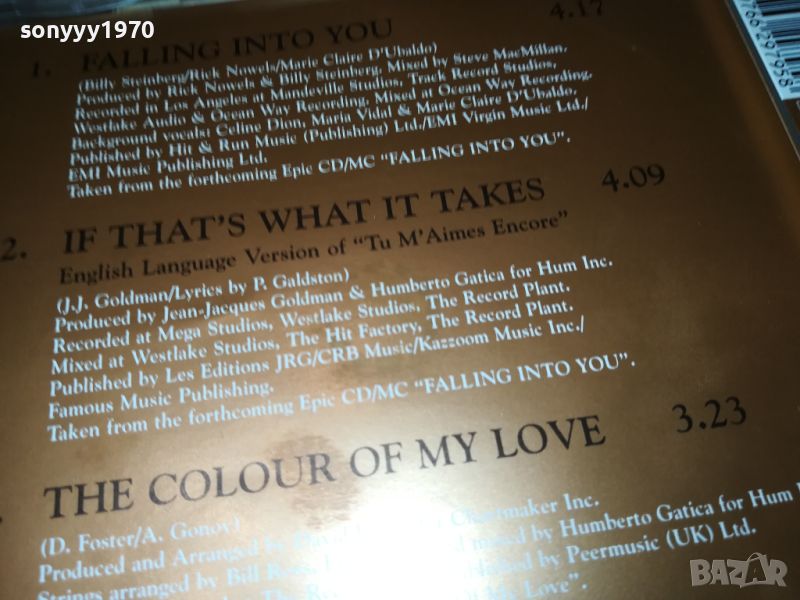 sonyyy1970
1. FALLING INTO YOU 4.17
(Billy Steinberg/Rick Nowels/Marie Claire D'Ubaldo)
Produced by Rick Nowels & Billy Steinberg. Mixed by Steve MacMillan.
Recorded in Los Angeles at Mandeville Studios, Track Record Studios,
Westlake Audio & Ocean Way Recording. Mixed at Ocean Way Recording.
Background vocals: Celine Dion, Maria Vidal & Marie Claire D'Ubaldo.
Published by Hit & Run Music (Publishing) Ltd./EMI Virgin Music Ltd./
EMI Music Publishing Ltd.
Taken from the forthcoming Epic CD/MC "FALLING INTO YOU".
2. IF THAT'S WHAT IT TAKES 4.09
English Language Version of "Tu M'Aimes Encore"
(J.J. Goldman/Lyrics by P. Galdston)
Produced by Jean-Jacques Goldman & Humberto Gatica for Hum Inc.
Recorded at Mega Studios, Westlake Studios, The Record Plant.
Mixed at Westlake Studios, The Hit Factory, The Record Plant.
Published by Les Editions JRG/CRB Music/Kazzoom Music Inc./
Famous Music Publishing.
Taken from the forthcoming Epic CD/MC "FALLING INTO YOU".
THE COLOUR OF MY LOVE 3.23
(D. Foster/A. Gonov)
Produced and Arranged by Chartmaker Inc.
Strings arranged by Bill mixed by Humberto Gatica for Hum
Peermusic (UK) Ltd.
Love".
766297958
BAZAR